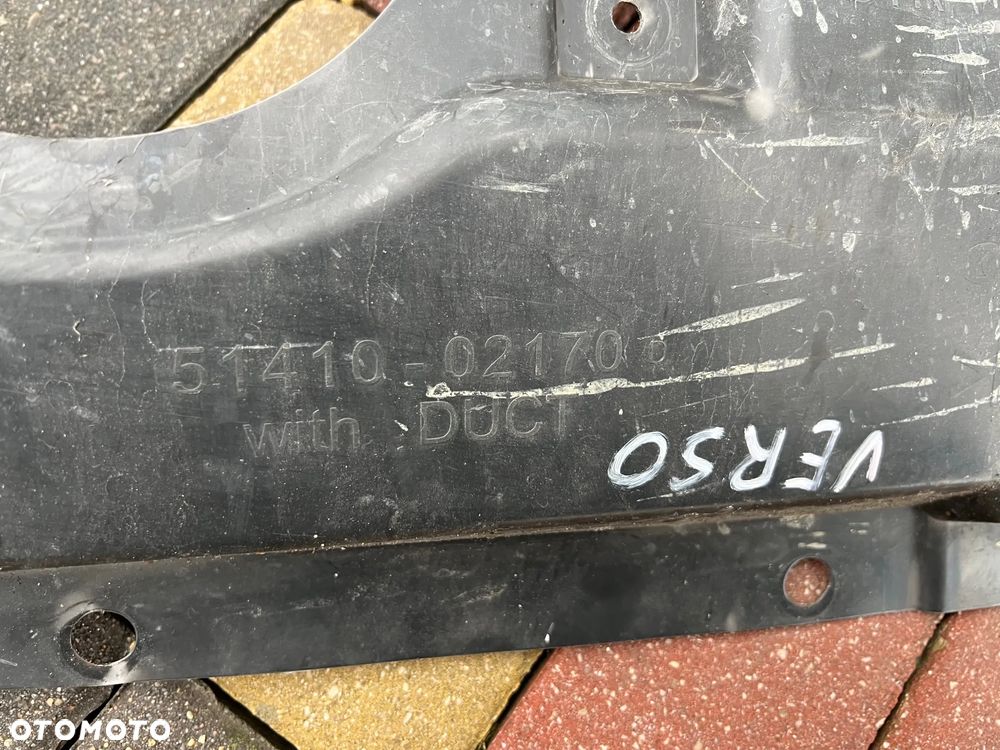 51410-02170
with DUCT
VERSO
OTOMOTO